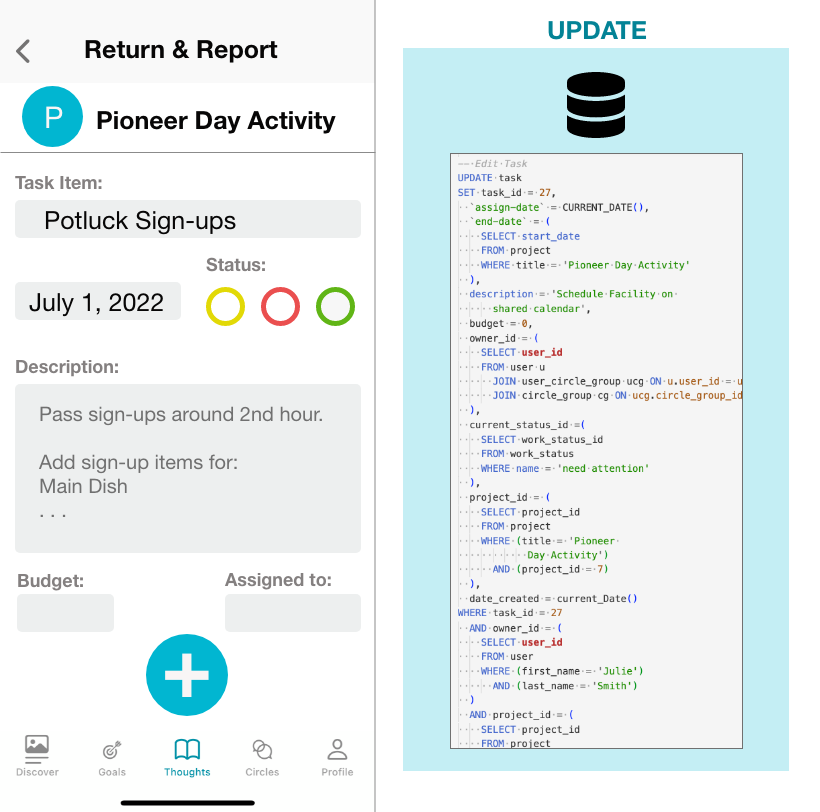 Return & Report
P
Pioneer Day Activity
Task Item:
Potluck Sign-ups
Status:
July 1, 2022
Description:
Pass sign-ups around 2nd hour.
Add sign-up items for:
Main Dish
. . .
Budget:
Assigned to:
Discover
Goals
Thoughts
Circles
Profile
UPDATE
-- Edit Task
UPDATE task
SET task_id = 27,
`assign-date` = CURRENT_DATE(),
`end-date` = (
SELECT start_date
FROM project
WHERE title = 'Pioneer Day Activity'
),
description = 'Schedule Facility on
shared calendar',
budget = 0,
owner_id = (
SELECT user_id
FROM user u
JOIN user_circle_group ucg ON u.user_id = u
JOIN circle_group cg ON ucg.circle_group_id
),
current_status_id =(
SELECT work_status_id
FROM work_status
WHERE name = 'need attention'
),
project_id = (
SELECT project_id
FROM project
WHERE (title = 'Pioneer
Day Activity')
AND (project_id = 7)
),
date_created = current_Date()
WHERE task_id = 27
AND owner_id = (
SELECT user_id
FROM user
WHERE (first_name = 'Julie')
AND (last_name = 'Smith')
)
AND project_id = (
SELECT project_id
FROM project